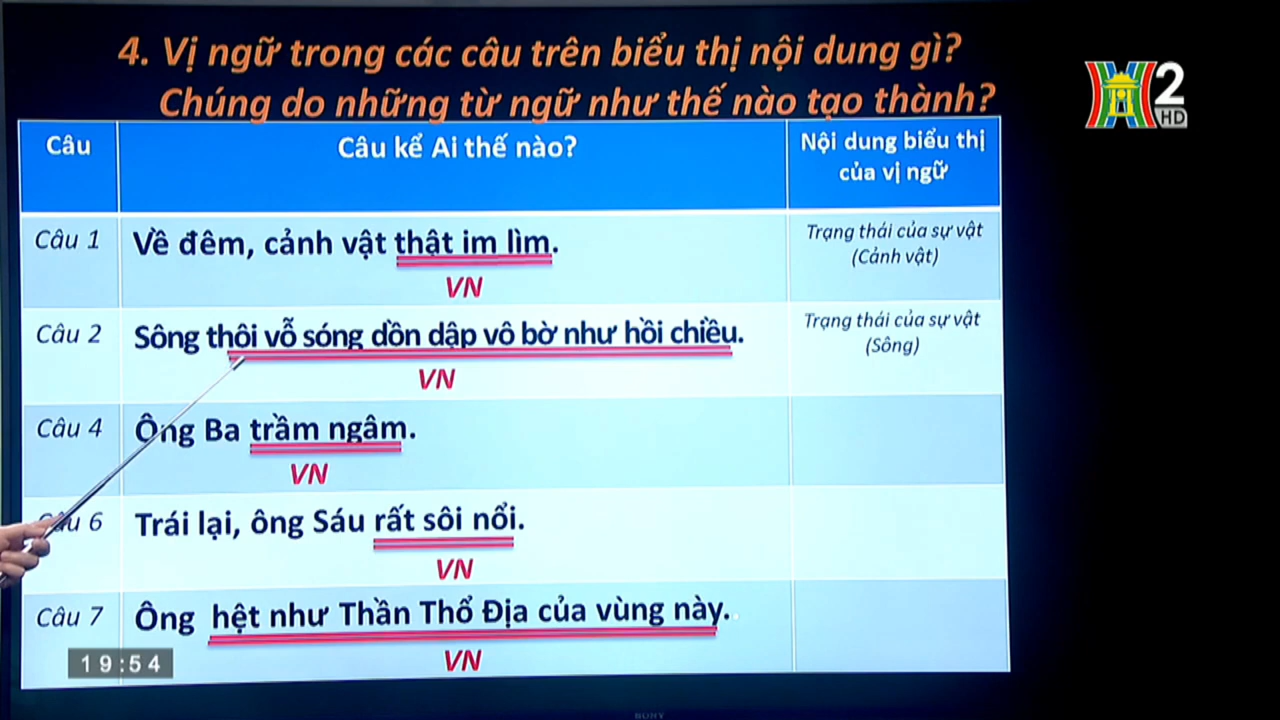 4. Vị ngữ trong các câu trên biểu thị nội dung gì?
Chúng do những từ ngữ như thế nào tạo thành?
Câu
Câu kể Ai thế nào?
Nội dung biểu thị
của vị ngữ
Câu 1
Về đêm, cảnh vật thật im lìm.
VN
Trạng thái của sự vật
(Cảnh vật)
Câu 2
Sông thôi vỗ sóng dồn dập vô bờ như hồi chiều.
VN
Trạng thái của sự vật
(Sông)
Câu 4
Ông Ba trầm ngâm.
VN
Câu 6
Trái lại, ông Sáu rất sôi nổi.
VN
Câu 7
Ông hệt như Thần Thổ Địa của vùng này.
VN
19:54
2
HD
SONY